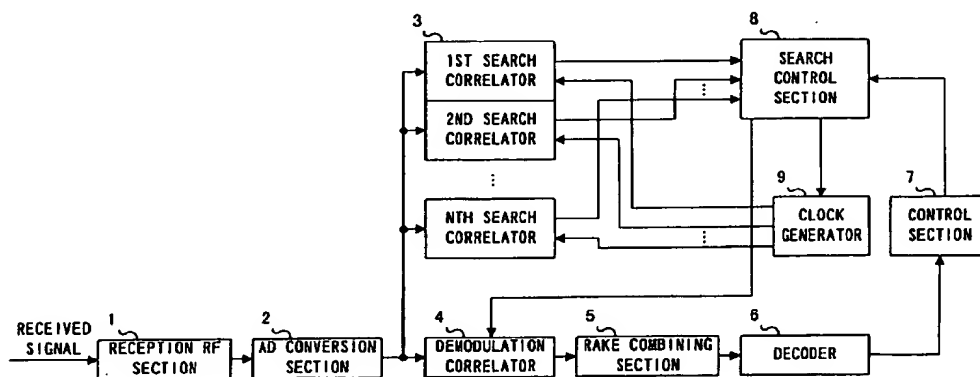 3
1ST SEARCH
CORRELATOR
2ND SEARCH
CORRELATOR
⋮
NTH SEARCH
CORRELATOR
8
SEARCH
CONTROL
SECTION
⋮
9
CLOCK
GENERATOR
⋮
7
CONTROL
SECTION
RECEIVED
SIGNAL
1
RECEPTION RF
SECTION
2
AD CONVERSION
SECTION
4
DEMODULATION
CORRELATOR
5
RAKE COMBINING
SECTION
6
DECODER